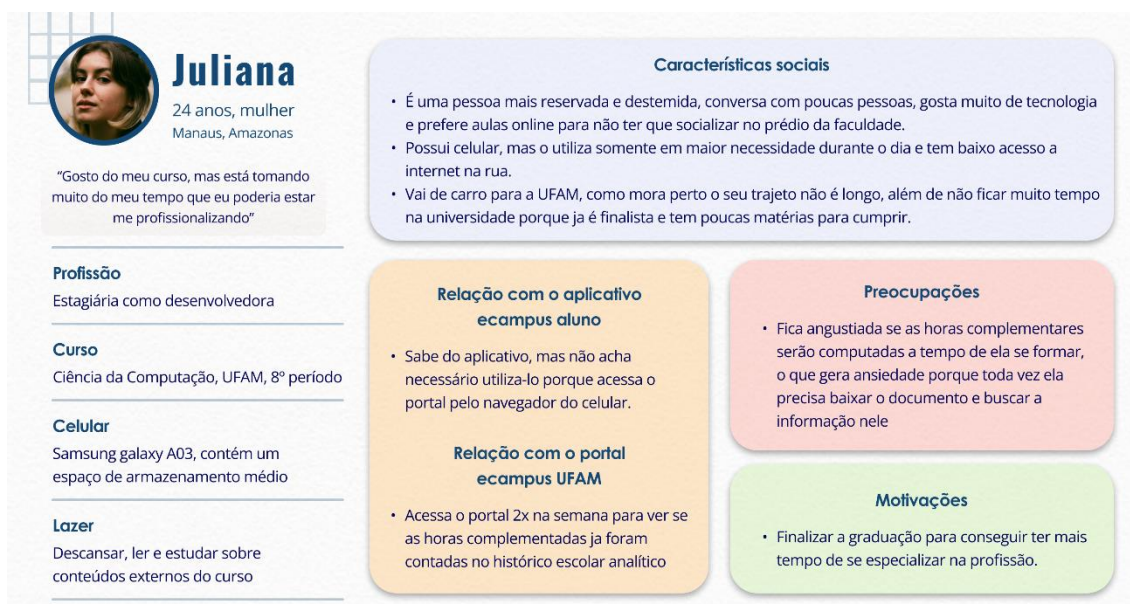 Juliana
24 anos, mulher
Manaus, Amazonas
“Gosto do meu curso, mas está tomando
muito do meu tempo que eu poderia estar
me profissionalizando”
Profissão
Estagiária como desenvolvedora
Curso
Ciência da Computação, UFAM, 8º período
Celular
Samsung galaxy A03, contém um
espaço de armazenamento médio
Lazer
Descansar, ler e estudar sobre
conteúdos externos do curso
Características sociais
• É uma pessoa mais reservada e destemida, conversa com poucas pessoas, gosta muito de tecnologia
e prefere aulas online para não ter que socializar no prédio da faculdade.
• Possui celular, mas o utiliza somente em maior necessidade durante o dia e tem baixo acesso a
internet na rua.
• Vai de carro para a UFAM, como mora perto o seu trajeto não é longo, além de não ficar muito tempo
na universidade porque ja é finalista e tem poucas matérias para cumprir.
Relação com o aplicativo
ecampus aluno
• Sabe do aplicativo, mas não acha
necessário utiliza-lo porque acessa o
portal pelo navegador do celular.
Relação com o portal
ecampus UFAM
• Acessa o portal 2x na semana para ver se
as horas complementadas ja foram
contadas no histórico escolar analítico
Preocupações
• Fica angustiada se as horas complementares
serão computadas a tempo de ela se formar,
o que gera ansiedade porque toda vez ela
precisa baixar o documento e buscar a
informação nele
Motivações
• Finalizar a graduação para conseguir ter mais
tempo de se especializar na profissão.